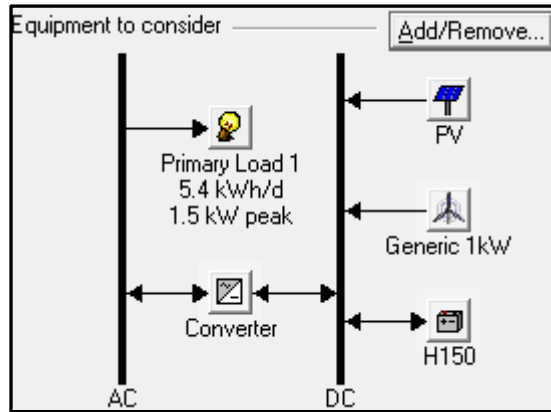 Equipment to consider
Add/Remove...
Primary Load 1
5.4 kWh/d
1.5 kW peak
PV
Generic 1kW
Converter
H150
AC
DC